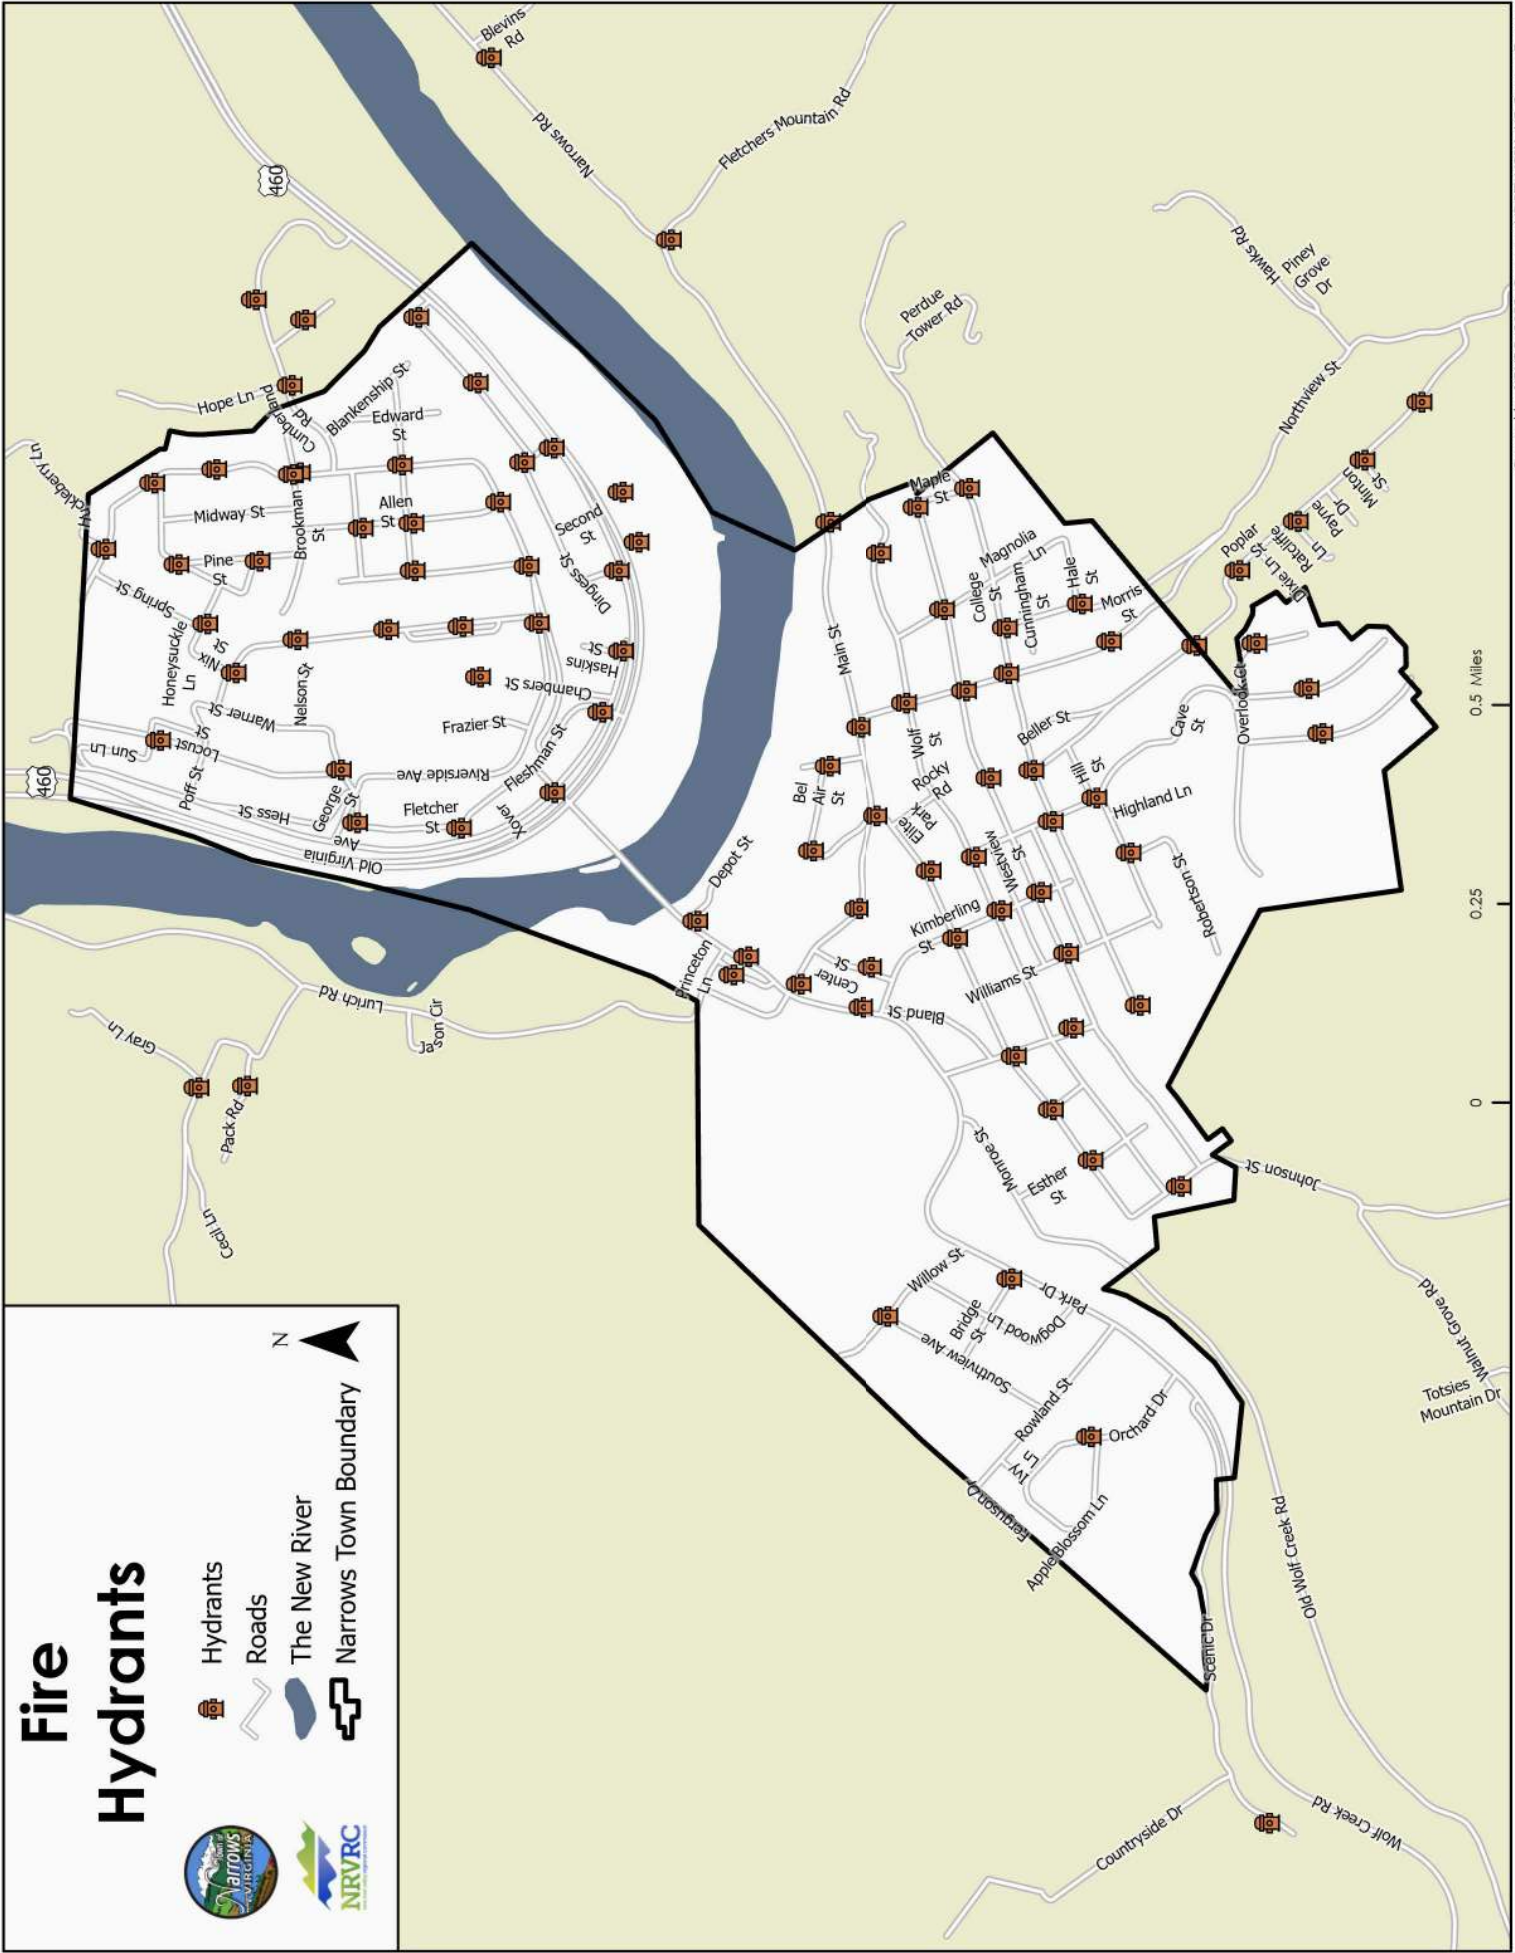 Fire
Hydrants
Hydrants
Roads
The New River
Narrows Town Boundary
N
Town of
Narrows
VIRGINIA
NRVRC
460
460
Blevins
Rd
Narrows Rd
Fletchers Mountain Rd
Perdue
Tower Rd
Hawks Rd
Piney
Grove
Dr
Northview St
Hope Ln
Cumberland
Rd
Blankenship St
Edward
St
Huckleberry Ln
Midway St
Brookman
St
Allen
St
Second
St
Pine
St
Spring St
Dingess St
Honeysuckle
Ln
Nix
St
Nelson St
Haskins
St
Chambers St
Warner St
Frazier St
Sun Ln
Locust
St
Poff St
Riverside Ave
Fleshman St
Hess St
George
St
Fletcher
St
Xover
Old Virginia
Ave
Depot St
Princeton
Ln
Main St
Maple
St
Magnolia
Ln
College
St
Cunningham
St
Hale
St
Morris
St
Poplar
St
Dixie Ln
Ratcliffe
Ln
Payne
Dr
Minton
St
Overlook Ct
Cave
St
Beller St
Hill
St
Highland Ln
Wolf
St
Rocky
Rd
Bel
Air
St
Elite
Park
Westview
St
Robertson St
Kimberling
St
Williams St
Center
St
Bland St
Monroe St
Esther
St
Johnson St
Walnut Grove Rd
Totsies
Mountain Dr
Lurich Rd
Jason Cir
Gray Ln
Pack Rd
Cecil Ln
Willow St
Park Dr
Bridge
St
Dogwood Ln
Southview Ave
Rowland St
Orchard Dr
Ivy
Ln
Ferguson Dr
Apple Blossom Ln
Scenic Dr
Old Wolf Creek Rd
Wolf Creek Rd
Countryside Dr
0
0.25
0.5 Miles